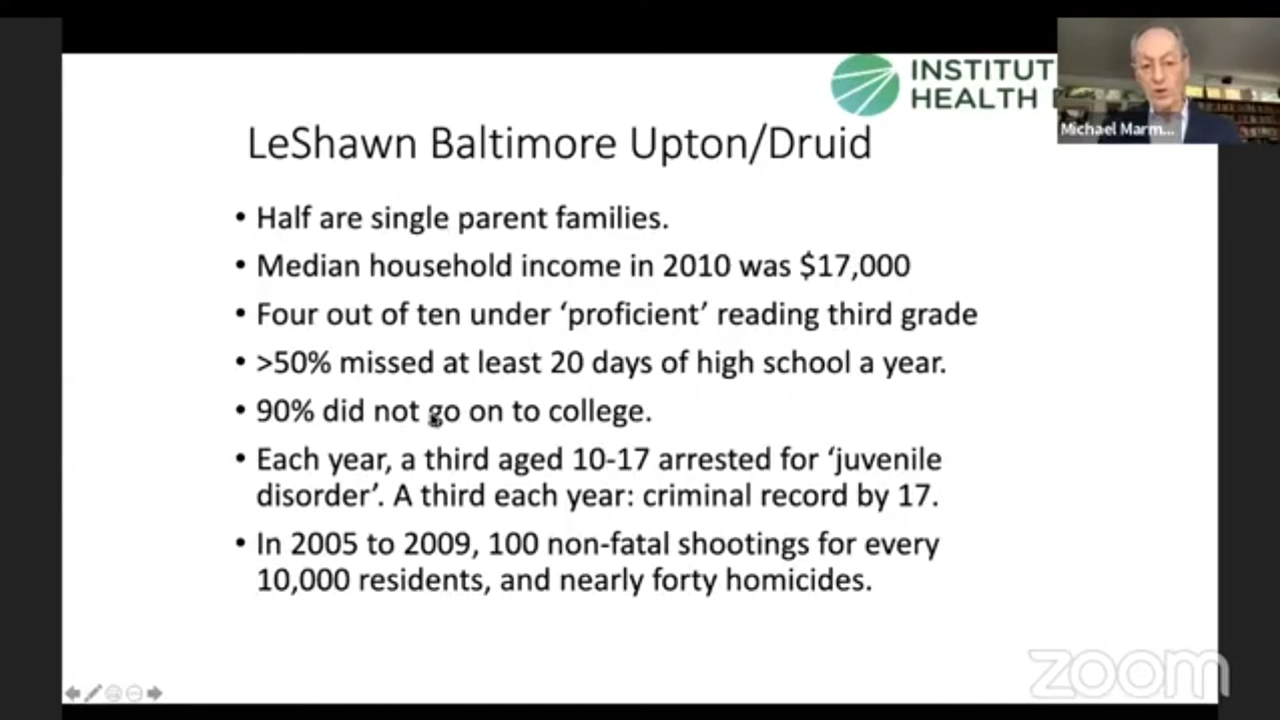 INSTITUT
HEALTH
Michael Marm...
LeShawn Baltimore Upton/Druid
• Half are single parent families.
• Median household income in 2010 was $17,000
• Four out of ten under ‘proficient’ reading third grade
• >50% missed at least 20 days of high school a year.
• 90% did not go on to college.
• Each year, a third aged 10-17 arrested for ‘juvenile
disorder’. A third each year: criminal record by 17.
• In 2005 to 2009, 100 non-fatal shootings for every
10,000 residents, and nearly forty homicides.
zoom